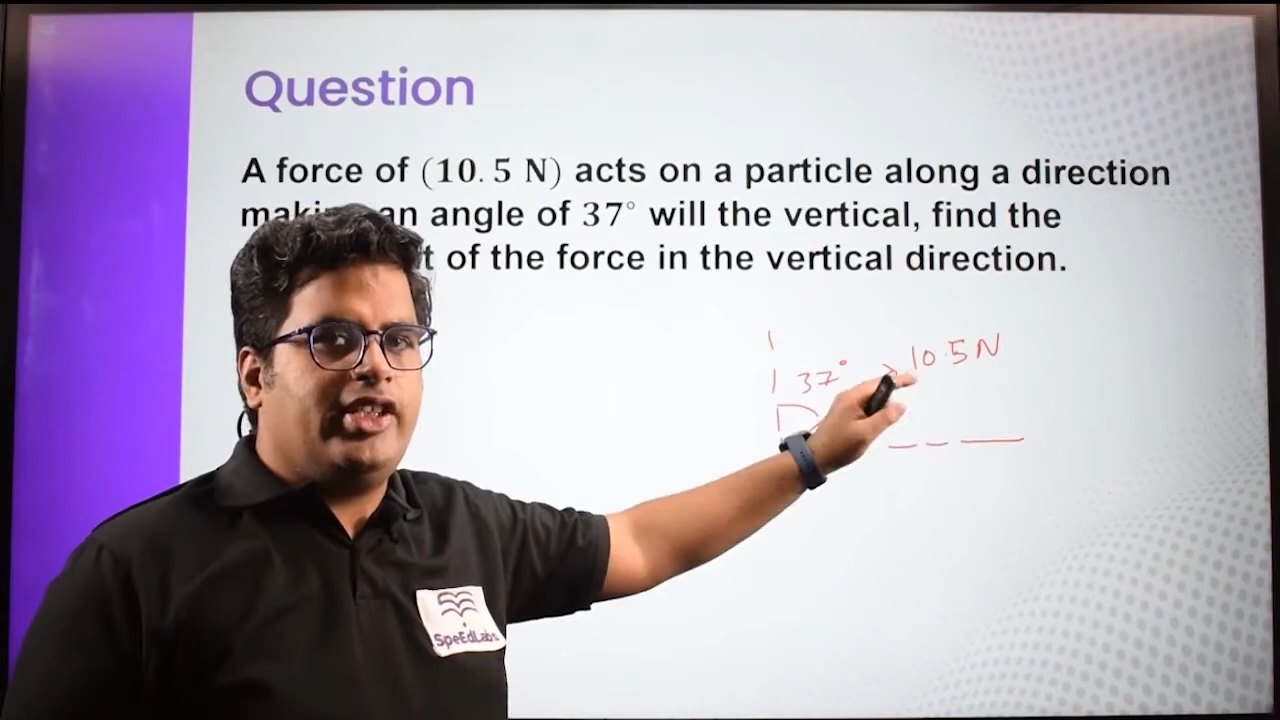 Question
A force of (10.5 N) acts on a particle along a direction
an angle of 37° will the vertical, find the
of the force in the vertical direction.
37° 10.5 N
SpeEdLabs